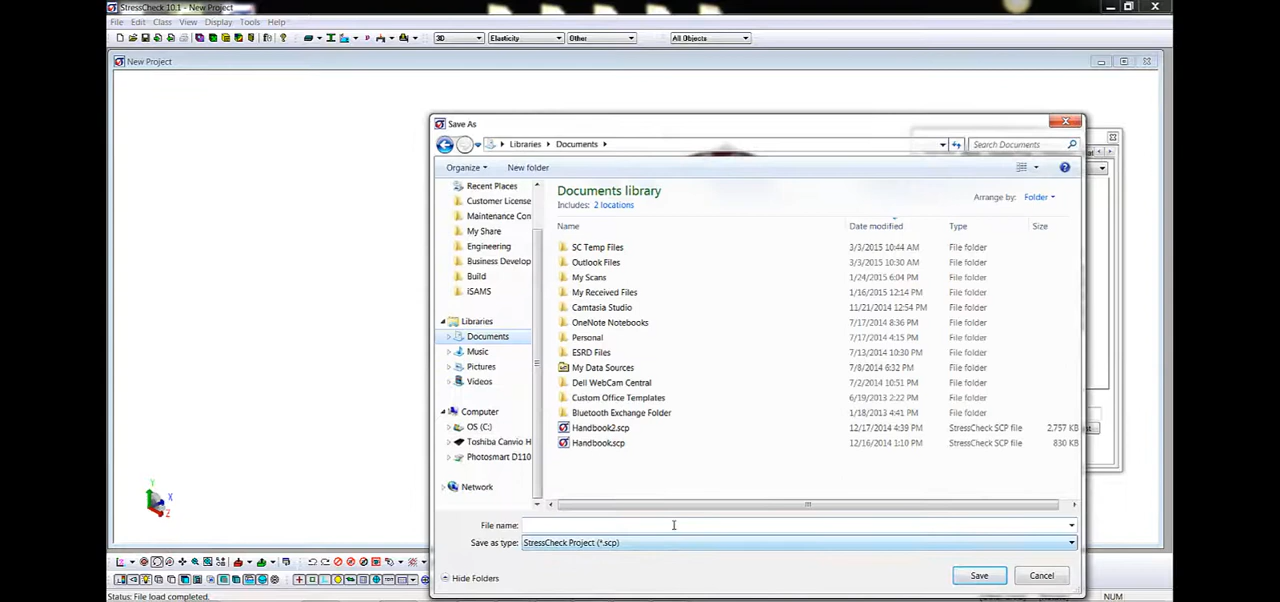 StressCheck 10.1 - New Project
File Edit Class View Display Tools Help
3D Elasticity Other All Objects
New Project
Save As
Libraries Documents Search Documents
Organize New folder
Recent Places
Customer License
Maintenance Con
My Share
Engineering
Business Develop
Build
iSAMS
Libraries
Documents
Music
Pictures
Videos
Computer
OS (C:)
Toshiba Canvio H
Photosmart D110
Network
Documents library
Includes: 2 locations
Arrange by: Folder
Name Date modified Type Size
SC Temp Files 3/3/2015 10:44 AM File folder
Outlook Files 3/3/2015 10:30 AM File folder
My Scans 1/24/2015 6:04 PM File folder
My Received Files 1/16/2015 12:14 PM File folder
Camtasia Studio 11/21/2014 12:54 PM File folder
OneNote Notebooks 7/17/2014 8:36 PM File folder
Personal 7/17/2014 4:15 PM File folder
ESRD Files 7/13/2014 10:30 PM File folder
My Data Sources 7/8/2014 6:32 PM File folder
Dell WebCam Central 7/2/2014 10:51 PM File folder
Custom Office Templates 6/19/2013 2:22 PM File folder
Bluetooth Exchange Folder 1/18/2013 4:41 PM File folder
Handbook2.scp 12/17/2014 4:39 PM StressCheck SCP file 2,757 KB
Handbook.scp 12/16/2014 1:10 PM StressCheck SCP file 830 KB
File name:
Save as type: StressCheck Project (*.scp)
Hide Folders Save Cancel
Y
X
Z
Status: File load completed. NUM